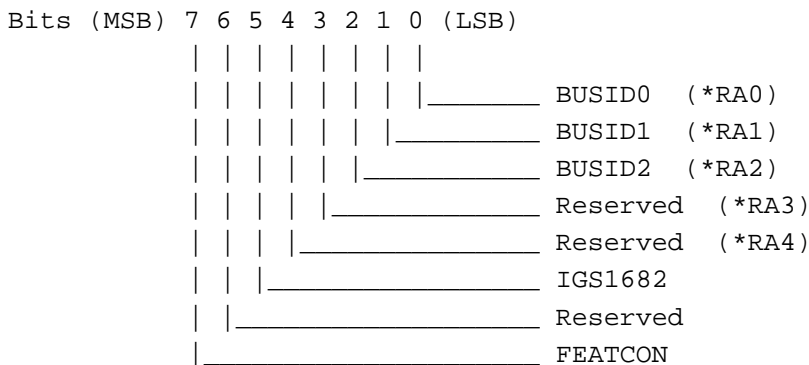 Bits (MSB) 7 6 5 4 3 2 1 0 (LSB)
BUSID0 (*RA0)
BUSID1 (*RA1)
BUSID2 (*RA2)
Reserved (*RA3)
Reserved (*RA4)
IGS1682
Reserved
FEATCON